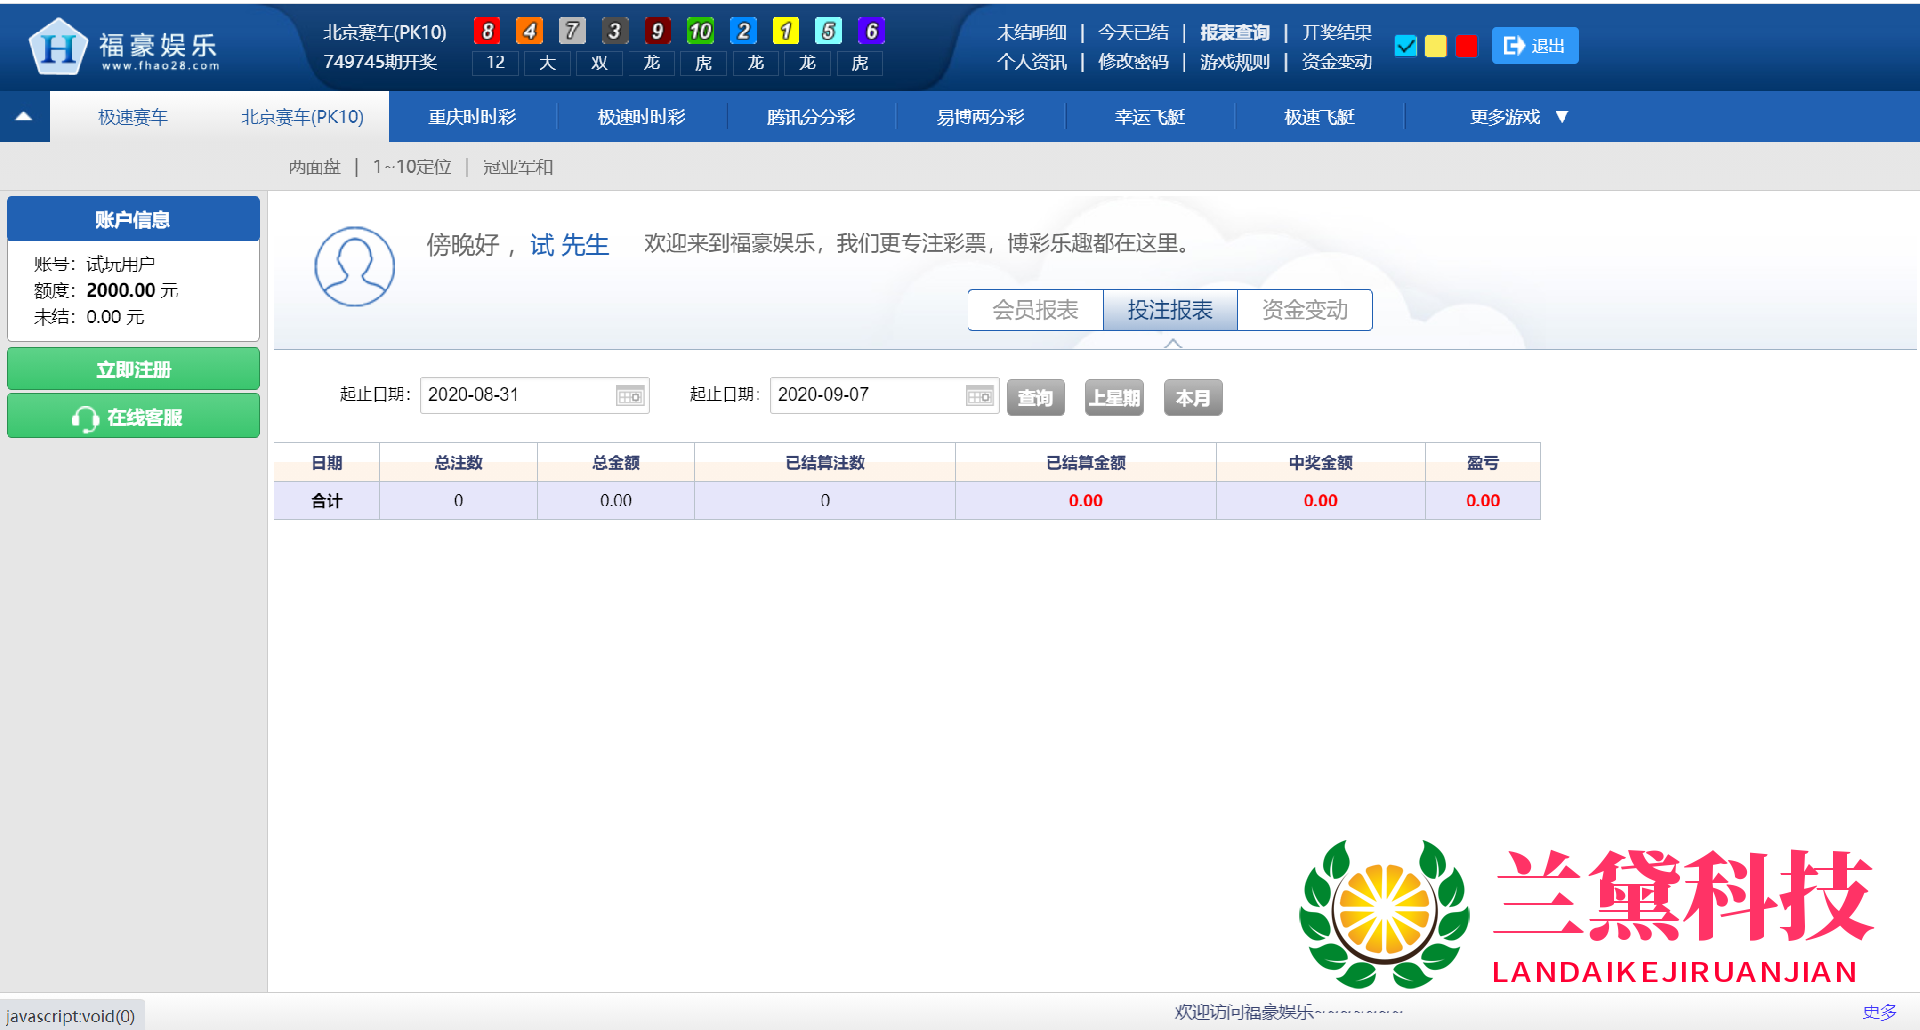 福豪娱乐
www.fhao28.com
北京赛车(PK10) 8 4 7 3 9 10 2 1 5 6
749745期开奖 12 大 双 龙 虎 龙 龙 虎
未结明细 | 今天已结 | 报表查询 | 开奖结果
个人资讯 | 修改密码 | 游戏规则 | 资金变动
退出
极速赛车 北京赛车(PK10) 重庆时时彩 极速时时彩 腾讯分分彩 易博两分彩 幸运飞艇 极速飞艇 更多游戏 ▼
两面盘 | 1~10定位 | 冠亚军和
账户信息
账号：试玩用户
额度：2000.00 元
未结：0.00 元
立即注册
在线客服
傍晚好 ，试 先生 欢迎来到福豪娱乐，我们更专注彩票，博彩乐趣都在这里。
会员报表 投注报表 资金变动
起止日期： 2020-08-31 起止日期： 2020-09-07 查询 上星期 本月
日期 总注数 总金额 已结算注数 已结算金额 中奖金额 盈亏
合计 0 0.00 0 0.00 0.00 0.00
兰黛科技
LANDAIKEJIRUANJIAN
欢迎访问福豪娱乐~~~~~~~~~
更多
javascript:void(0)